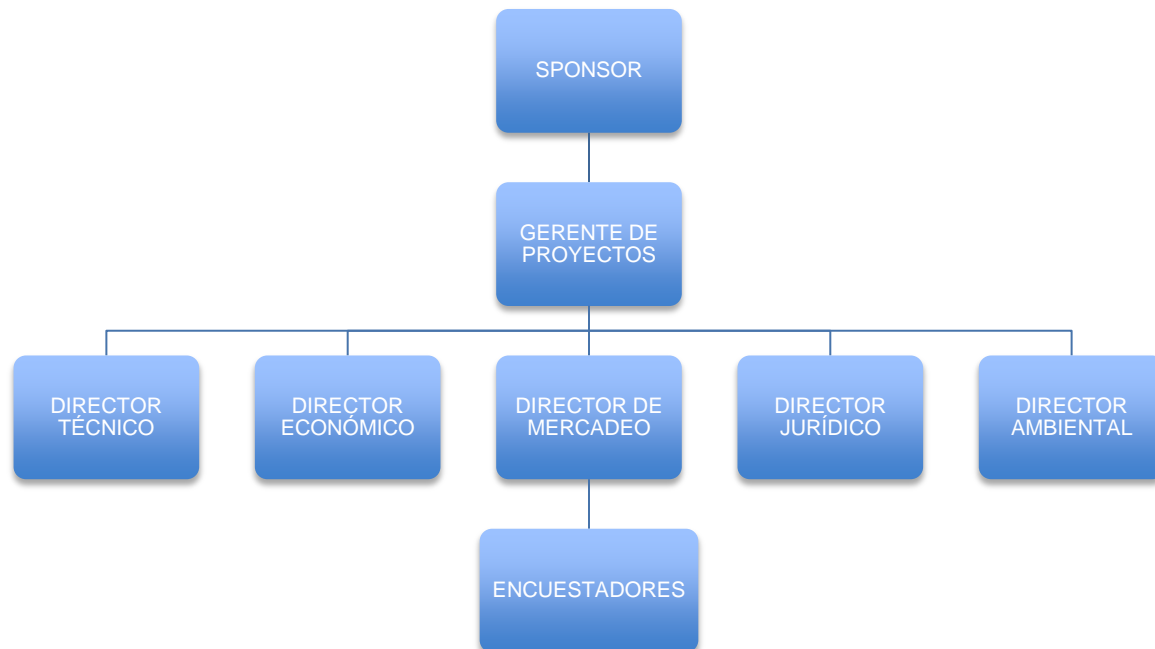 SPONSOR
GERENTE DE
PROYECTOS
DIRECTOR
TÉCNICO
DIRECTOR
ECONÓMICO
DIRECTOR DE
MERCADEO
DIRECTOR
JURÍDICO
DIRECTOR
AMBIENTAL
ENCUESTADORES